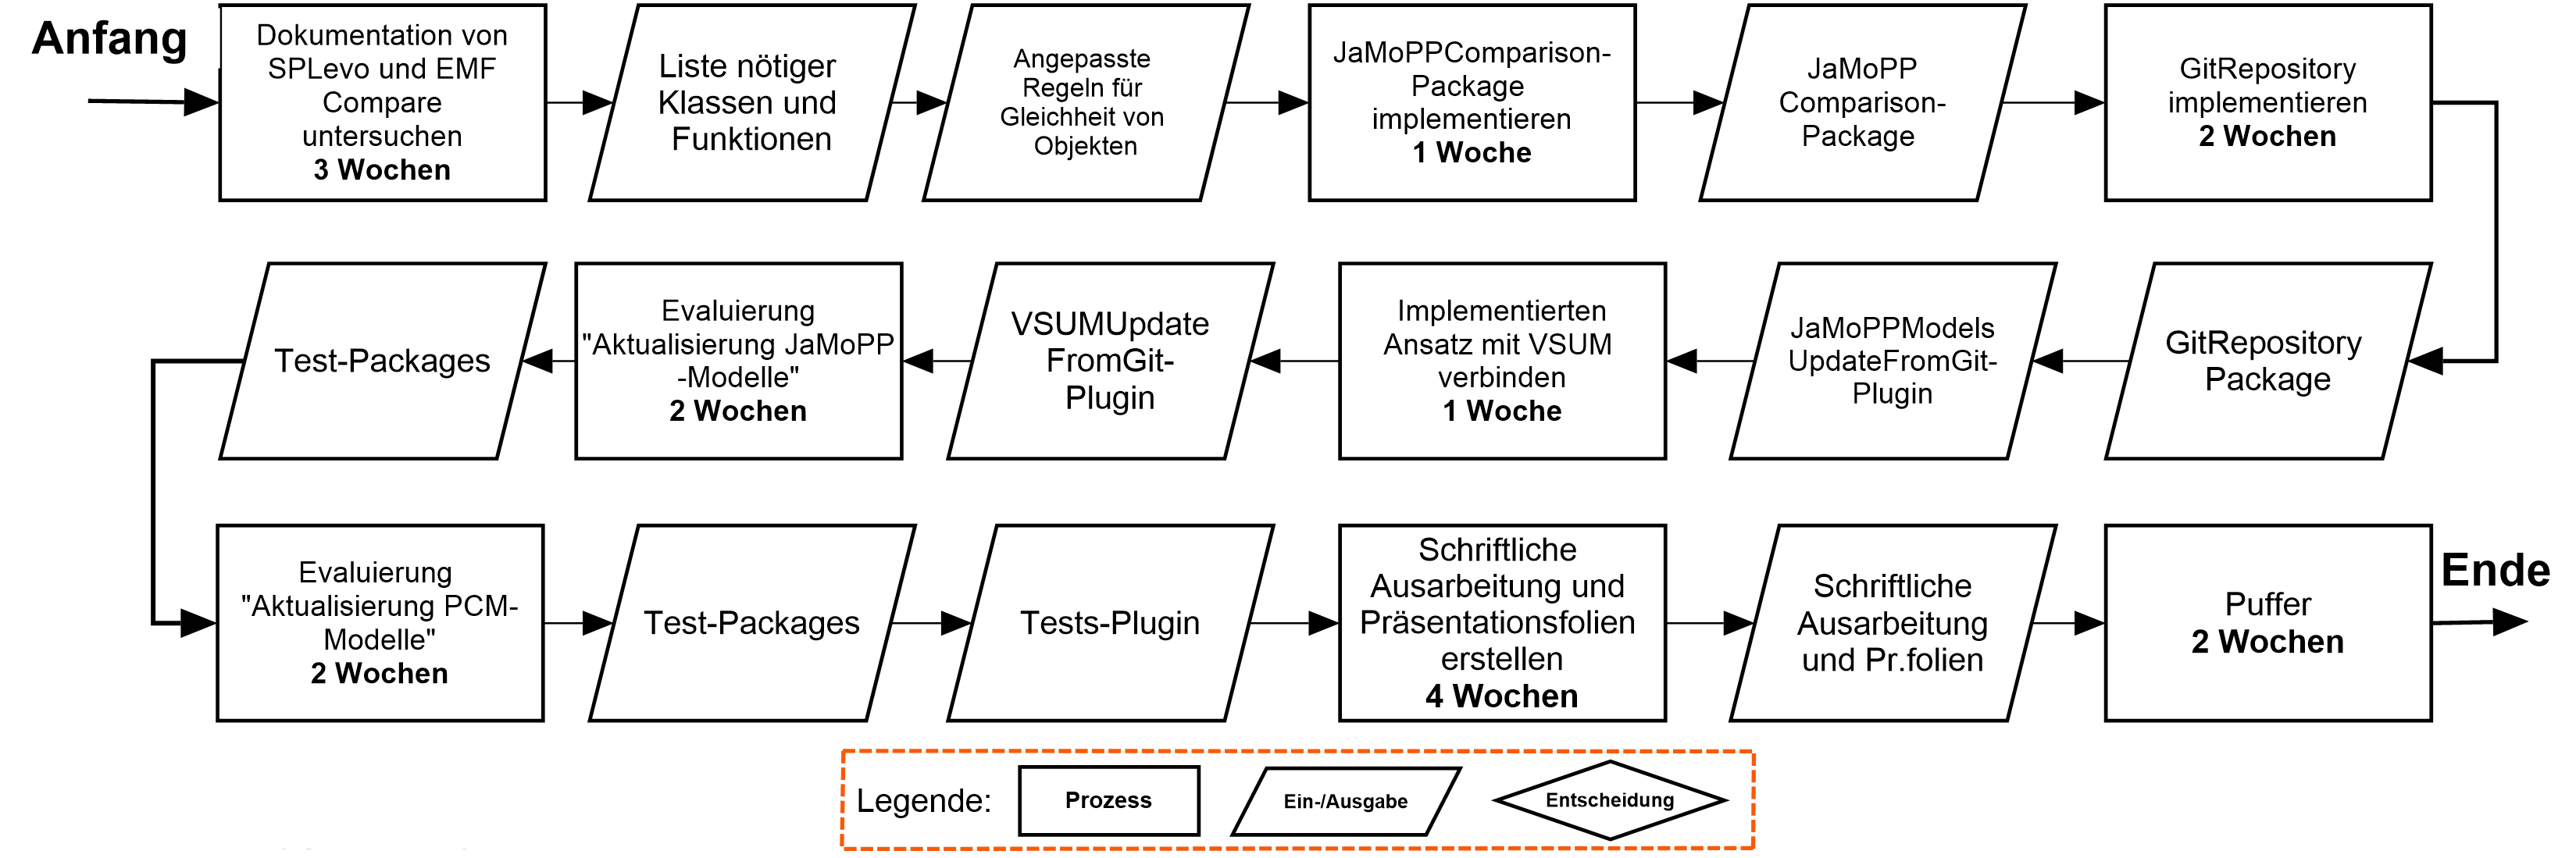 Anfang
Dokumentation von
SPLevo und EMF
Compare
untersuchen
3 Wochen
Liste nötiger
Klassen und
Funktionen
Angepasste
Regeln für
Gleichheit von
Objekten
JaMoPPComparison-
Package
implementieren
1 Woche
JaMoPP
Comparison-
Package
GitRepository
implementieren
2 Wochen
GitRepository
Package
JaMoPPModels
UpdateFromGit-
Plugin
Implementierten
Ansatz mit VSUM
verbinden
1 Woche
VSUMUpdate
FromGit-
Plugin
Evaluierung
"Aktualisierung JaMoPP
-Modelle"
2 Wochen
Test-Packages
Evaluierung
"Aktualisierung PCM-
Modelle"
2 Wochen
Test-Packages
Tests-Plugin
Schriftliche
Ausarbeitung und
Präsentationsfolien
erstellen
4 Wochen
Schriftliche
Ausarbeitung
und Pr.folien
Puffer
2 Wochen
Ende
Legende:
Prozess
Ein-/Ausgabe
Entscheidung